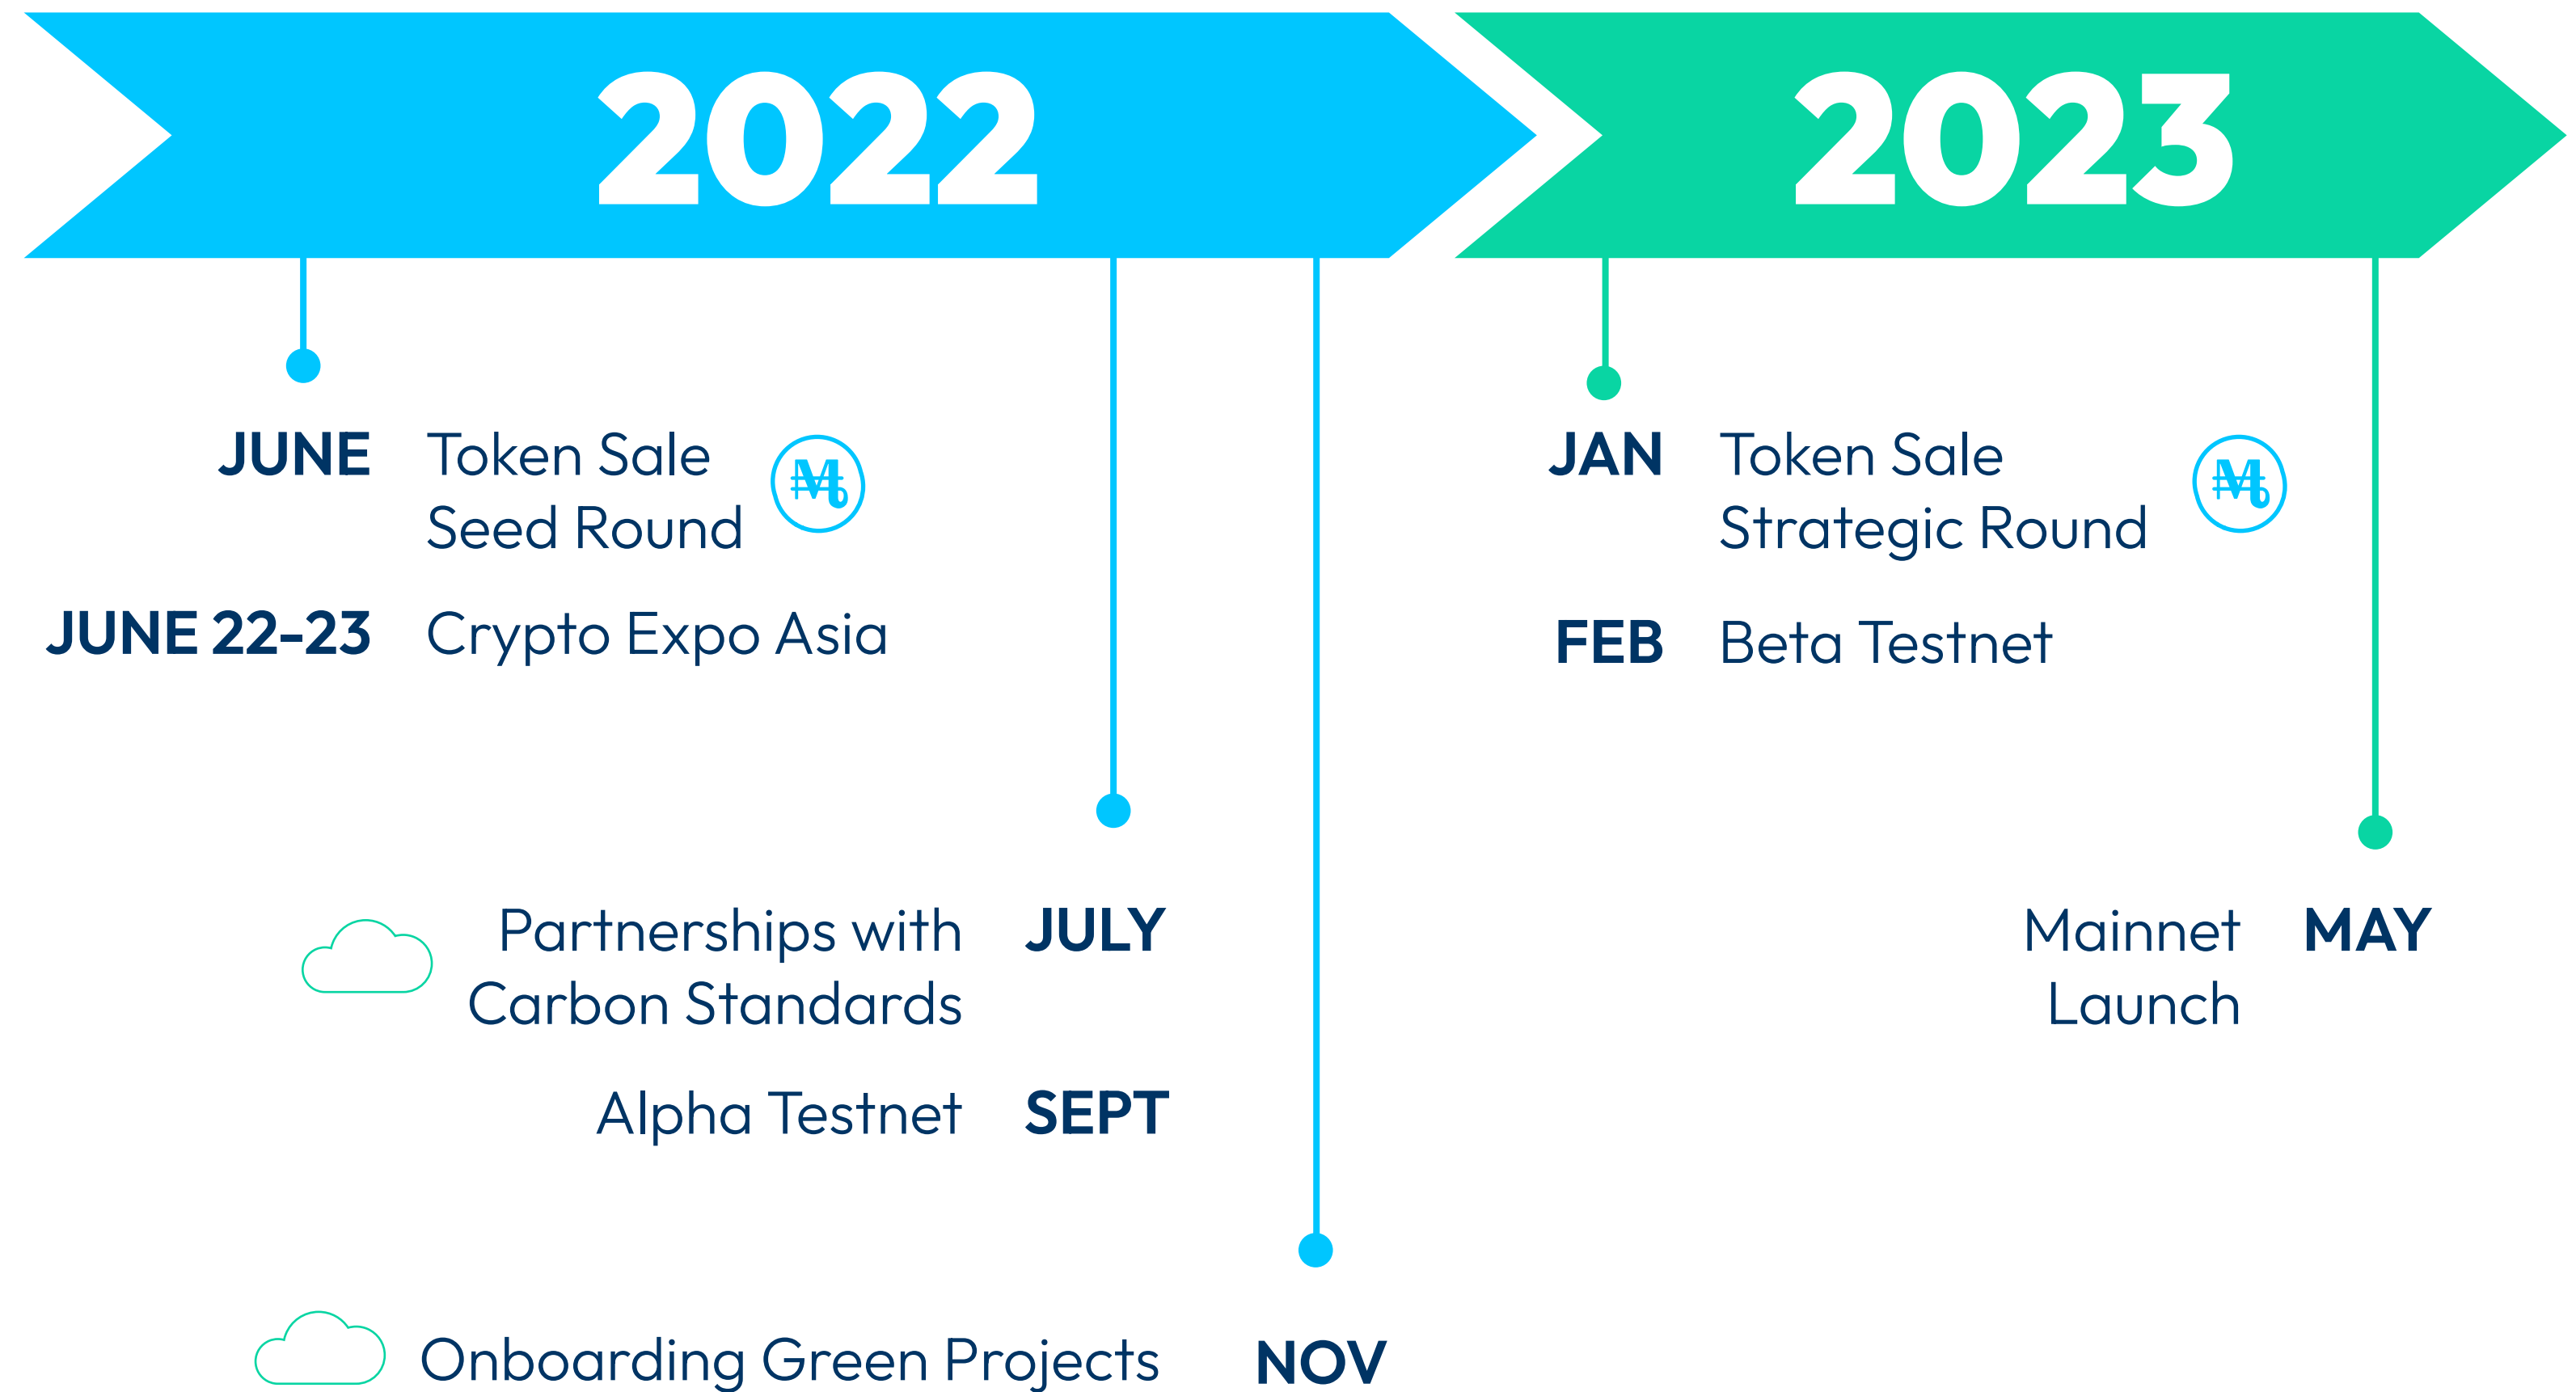 2022
2023
JUNE Token Sale
Seed Round
JUNE 22-23 Crypto Expo Asia
Partnerships with JULY
Carbon Standards
Alpha Testnet SEPT
Onboarding Green Projects NOV
JAN Token Sale
Strategic Round
FEB Beta Testnet
Mainnet MAY
Launch